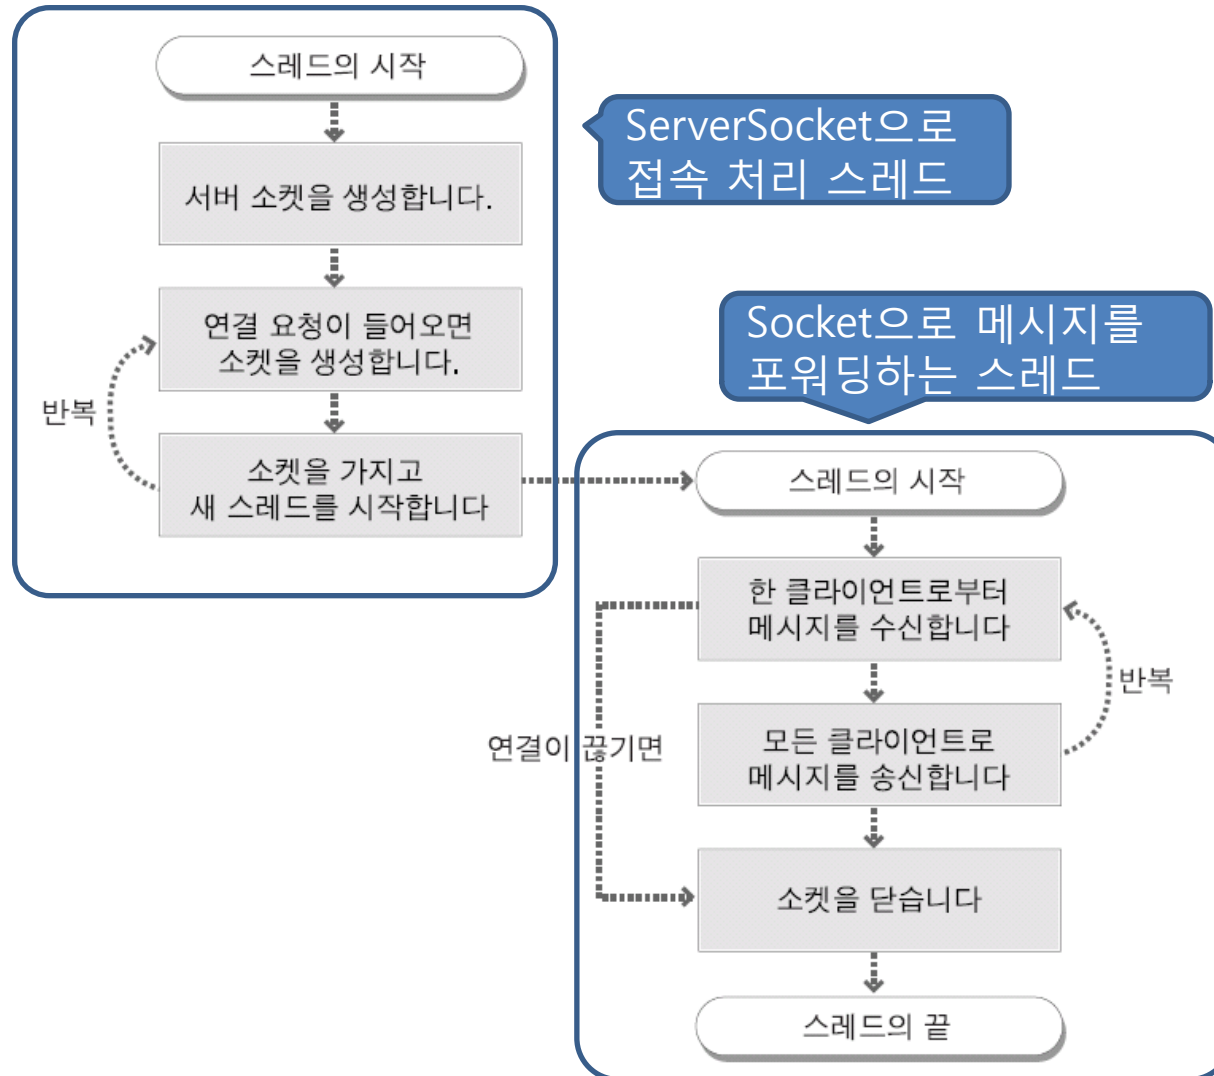 스레드의 시작
ServerSocket으로
접속 처리 스레드
서버 소켓을 생성합니다.
연결 요청이 들어오면
소켓을 생성합니다.
반복
소켓을 가지고
새 스레드를 시작합니다
Socket으로 메시지를
포워딩하는 스레드
스레드의 시작
한 클라이언트로부터
메시지를 수신합니다
반복
모든 클라이언트로
메시지를 송신합니다
연결이 끊기면
소켓을 닫습니다
스레드의 끝